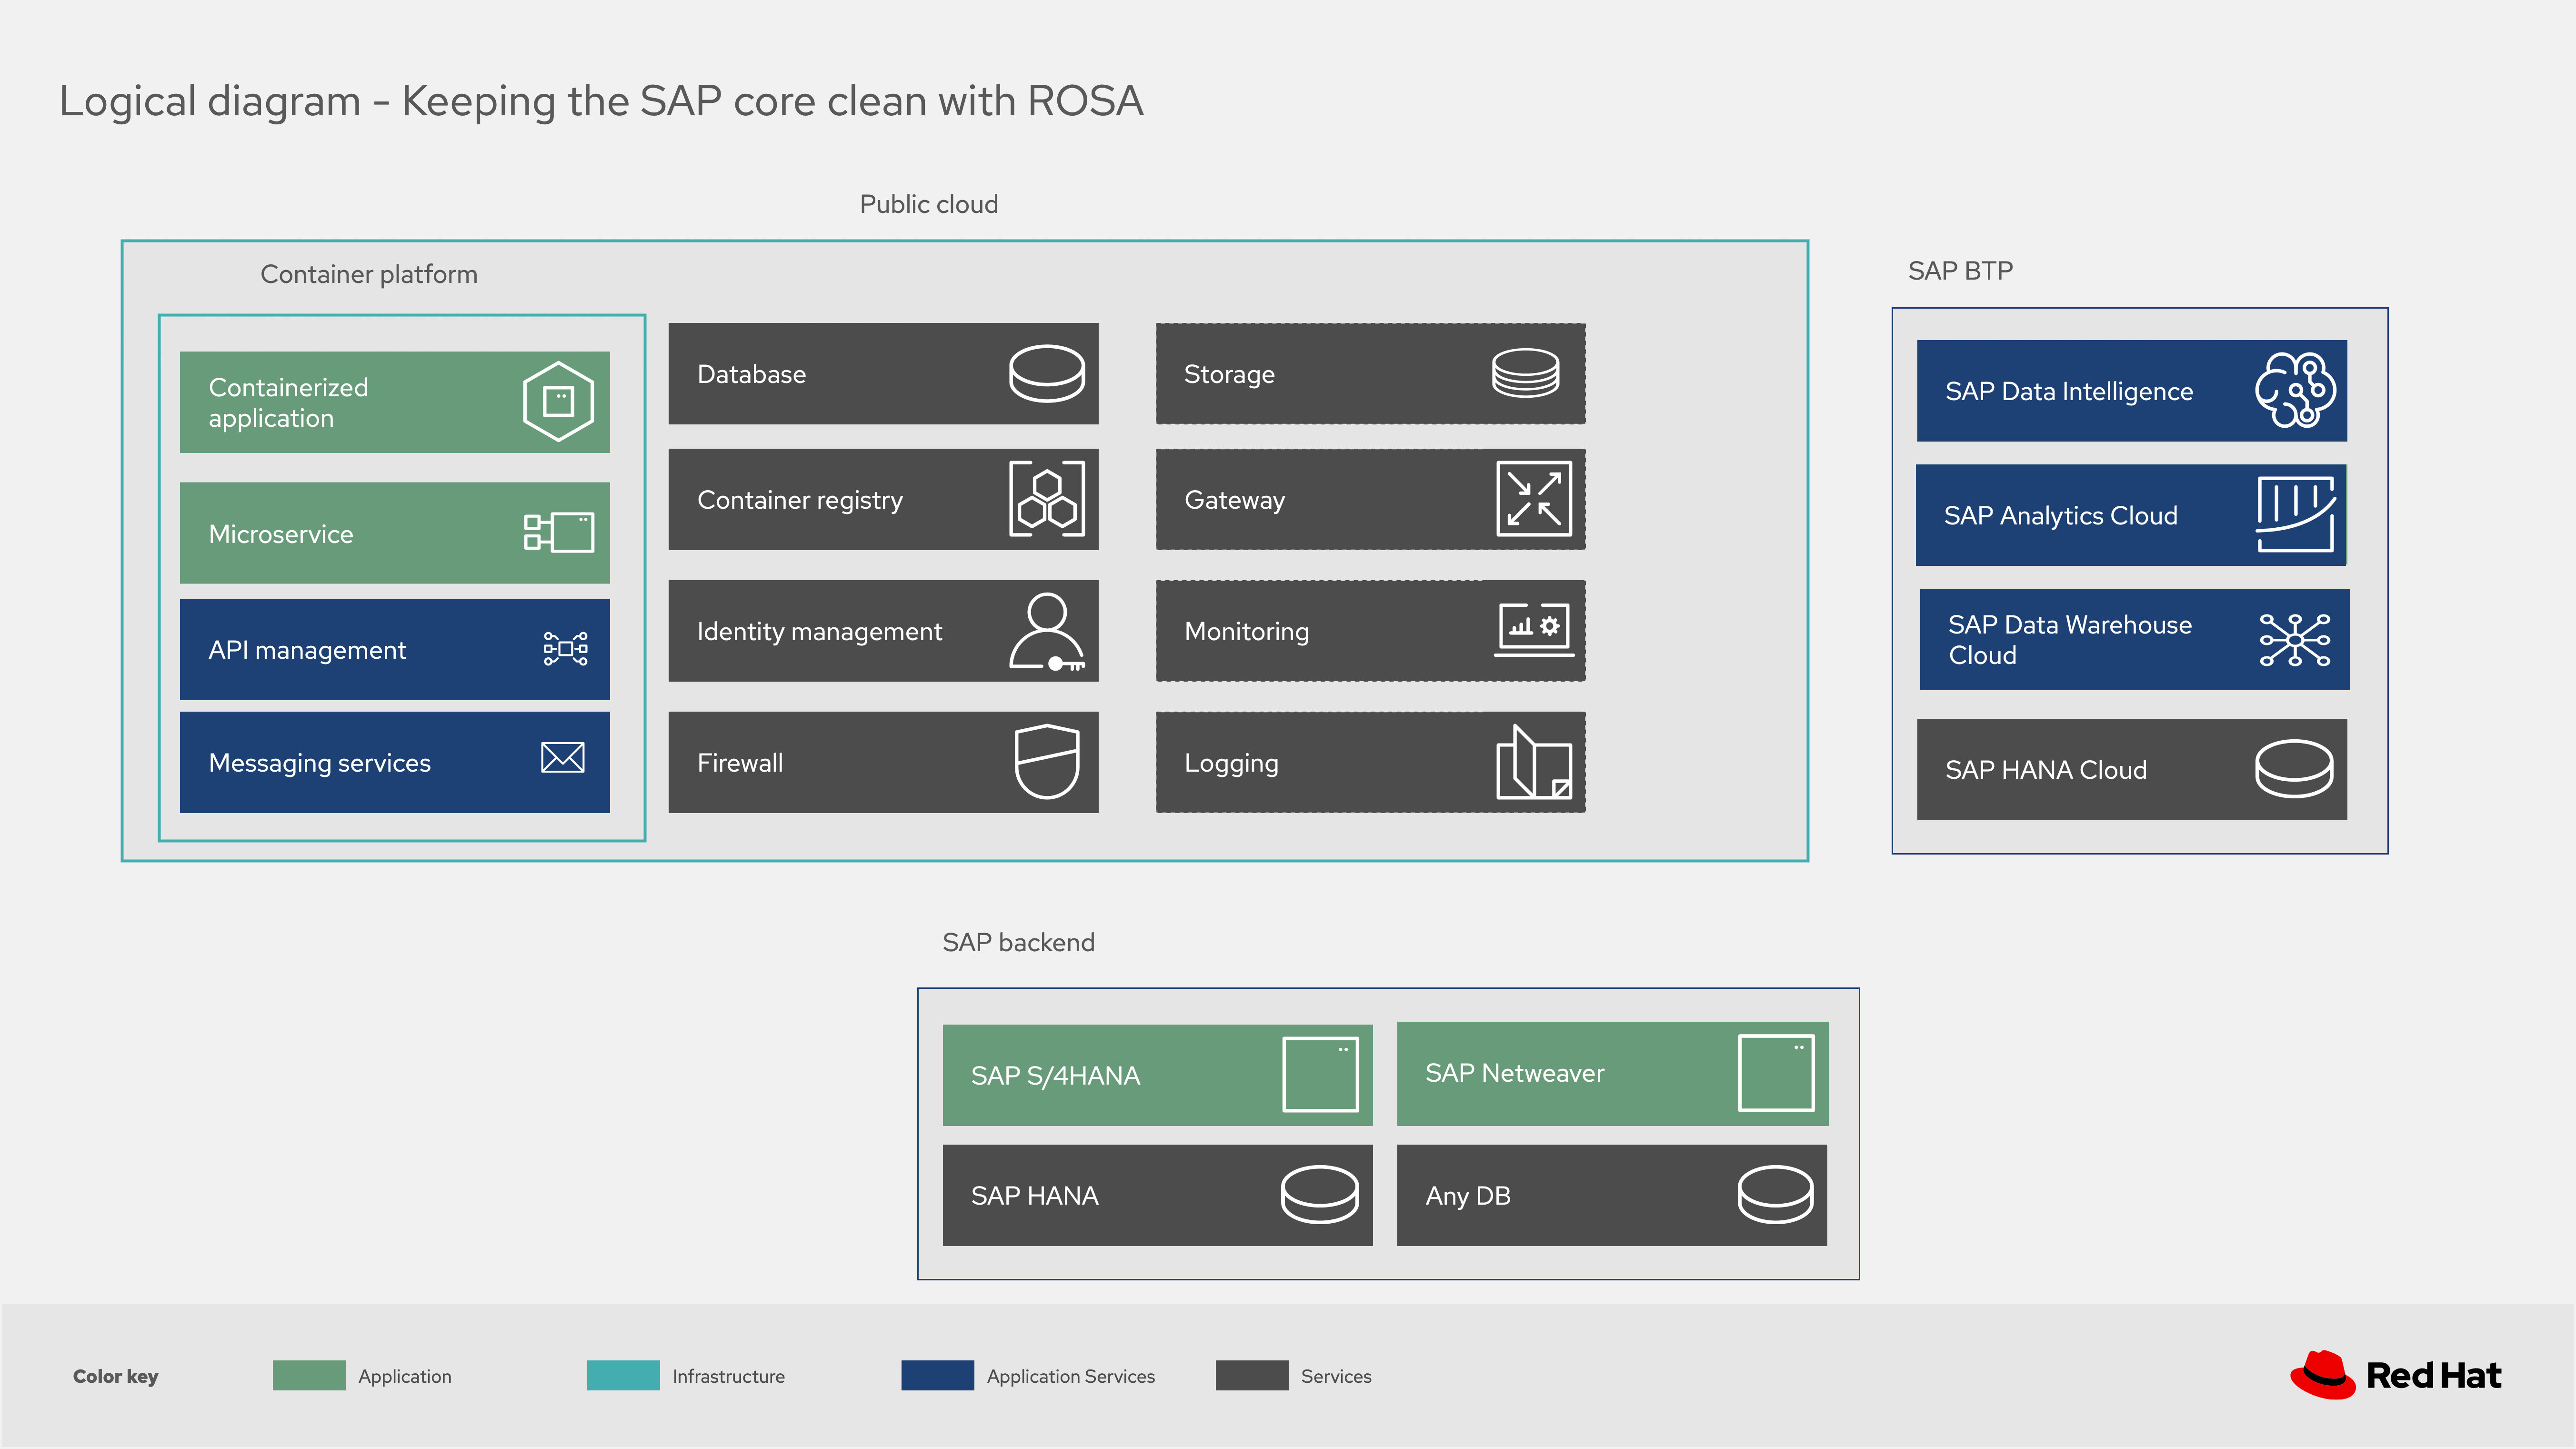 Logical diagram - Keeping the SAP core clean with ROSA
Public cloud
Container platform
Containerized
application
Microservice
API management
Messaging services
Database
Container registry
Identity management
Firewall
Storage
Gateway
Monitoring
Logging
SAP BTP
SAP Data Intelligence
SAP Analytics Cloud
SAP Data Warehouse
Cloud
SAP HANA Cloud
SAP backend
SAP S/4HANA
SAP Netweaver
SAP HANA
Any DB
Color key
Application
Infrastructure
Application Services
Services
Red Hat